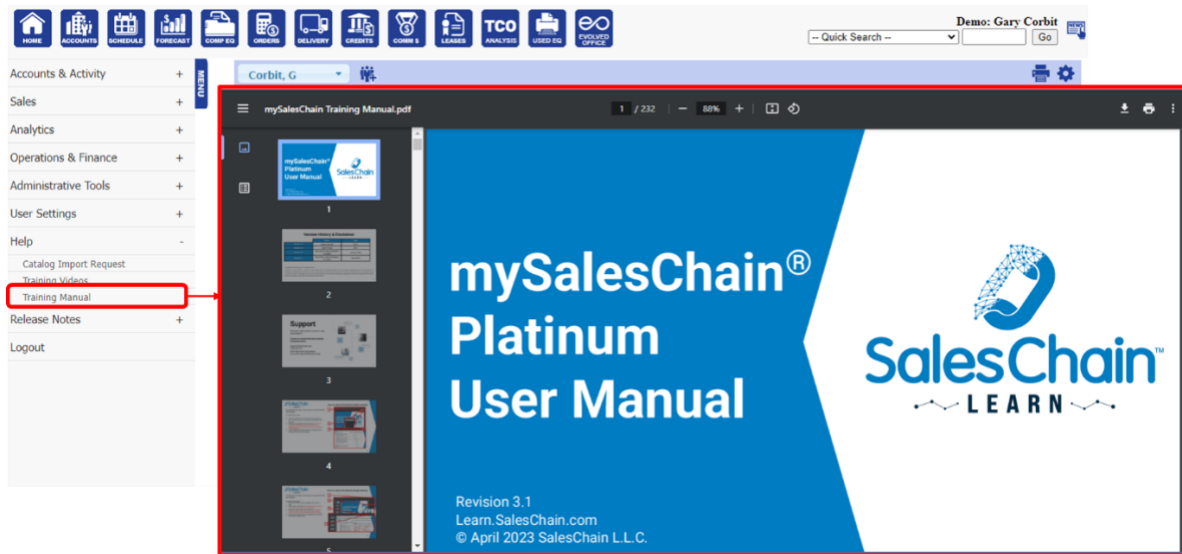 HOME
ACCOUNTS
SCHEDULE
FORECAST
COMP EQ
ORDERS
DELIVERY
CREDITS
COMM $
LEASES
TCO
ANALYSIS
USED EQ
EVOLVED
OFFICE
Demo: Gary Corbit
-- Quick Search --
Go
MENU
Corbit, G
Accounts & Activity +
Sales +
Analytics +
Operations & Finance +
Administrative Tools +
User Settings +
Help -
Catalog Import Request
Training Videos
Training Manual
Release Notes +
Logout
mySalesChain Training Manual.pdf
1 / 232
88%
mySalesChain®
Platinum
User Manual
SalesChain
LEARN
1
2
Support
3
4
5
mySalesChain®
Platinum
User Manual
SalesChain™
LEARN
Revision 3.1
Learn.SalesChain.com
© April 2023 SalesChain L.L.C.